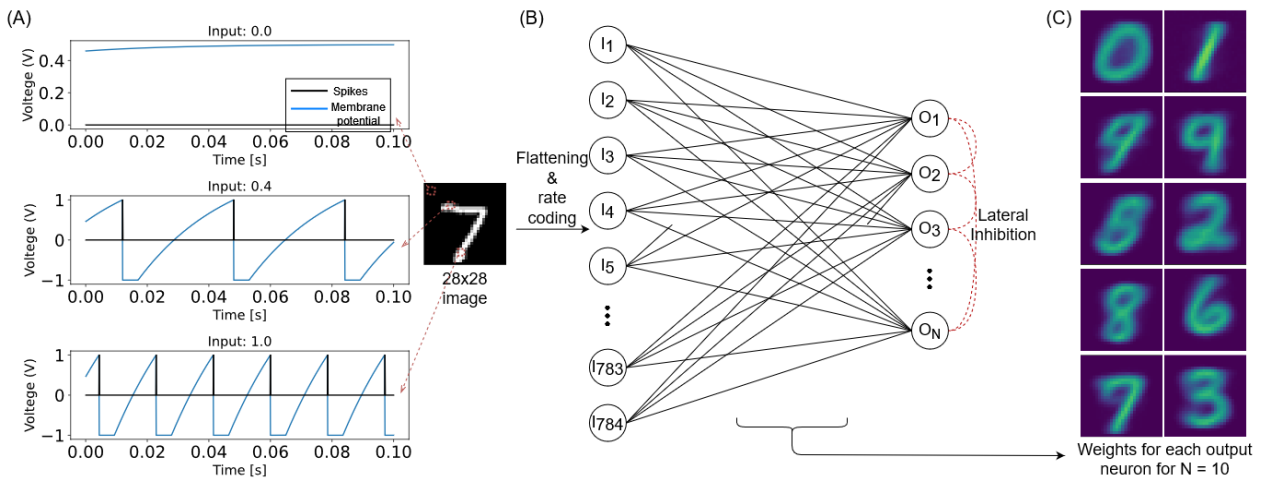 (A)
Input: 0.0
Voltege (V)
0.4
0.2
0.0
Spikes
Membrane
potential
0.00 0.02 0.04 0.06 0.08 0.10
Time [s]
Input: 0.4
Voltege (V)
1
0
−1
0.00 0.02 0.04 0.06 0.08 0.10
Time [s]
Input: 1.0
Voltege (V)
1
0
−1
0.00 0.02 0.04 0.06 0.08 0.10
Time [s]
28x28
image
Flattening
&
rate
coding
(B)
I1
I2
I3
I4
I5
I783
I784
O1
O2
O3
ON
Lateral
Inhibition
(C)
Weights for each output
neuron for N = 10